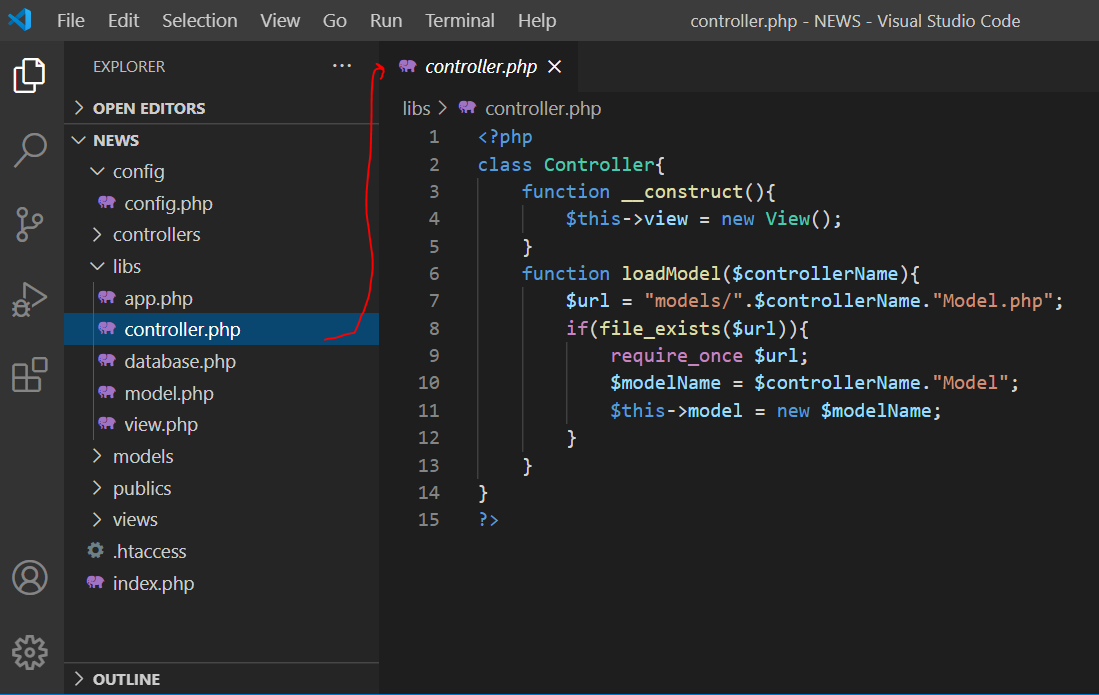 File Edit Selection View Go Run Terminal Help controller.php - NEWS - Visual Studio Code
EXPLORER ...
OPEN EDITORS
NEWS
config
config.php
controllers
libs
app.php
controller.php
database.php
model.php
view.php
models
publics
views
.htaccess
index.php
OUTLINE
controller.php
libs > controller.php
1 <?php
2 class Controller{
3     function __construct(){
4         $this->view = new View();
5     }
6     function loadModel($controllerName){
7         $url = "models/".$controllerName."Model.php";
8         if(file_exists($url)){
9             require_once $url;
10             $modelName = $controllerName."Model";
11             $this->model = new $modelName;
12         }
13     }
14 }
15 ?>